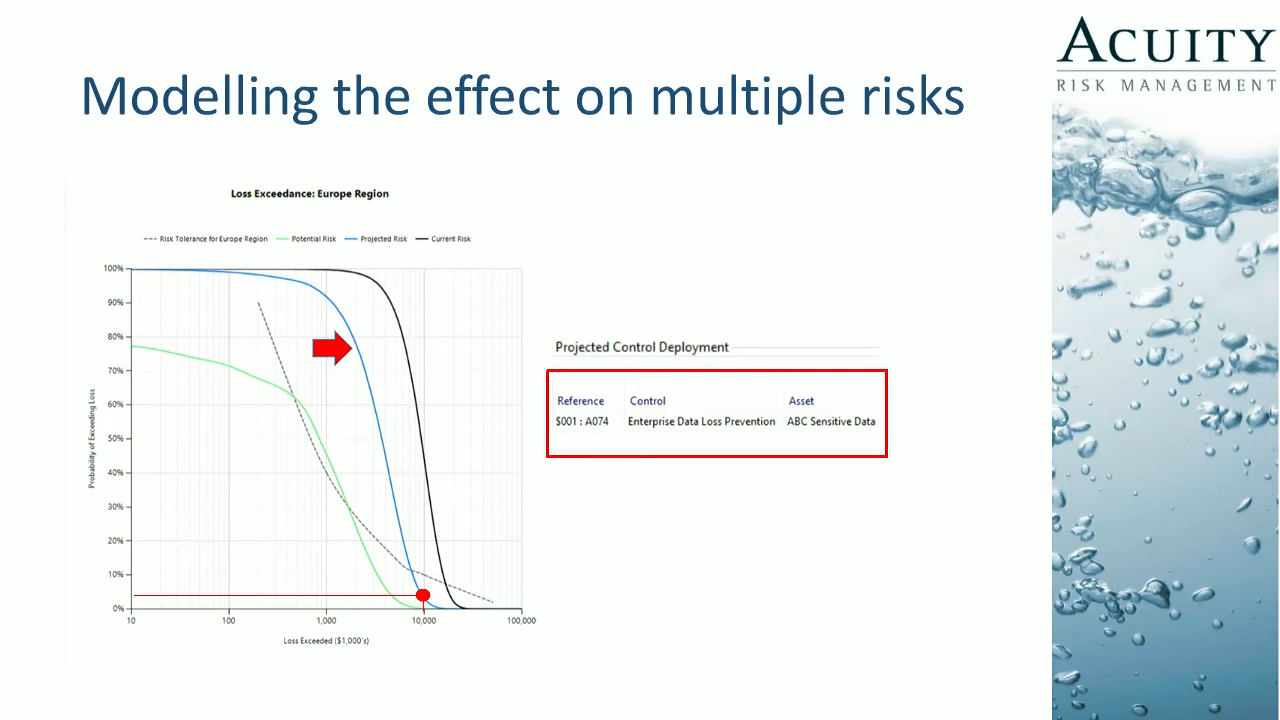 ACUITY
RISK MANAGEMENT
Modelling the effect on multiple risks
Loss Exceedance: Europe Region
Risk Tolerance for Europe Region Potential Risk Projected Risk Current Risk
100%
90%
80%
70%
60%
50%
40%
30%
20%
10%
0%
Probability of Exceeding Loss
10 100 1,000 10,000 100,000
Loss Exceeded ($1,000's)
Projected Control Deployment
Reference Control Asset
$001 : A074 Enterprise Data Loss Prevention ABC Sensitive Data